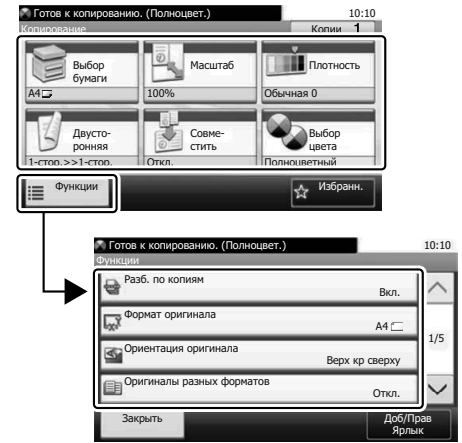 Готов к копированию. (Полноцвет.) 10:10
Копирование Копии 1
Выбор бумаги
A4
Масштаб
100%
Плотность
Обычная 0
Двусто-
ронняя
1-стор.>>1-стор.
Совме-
стить
Откл.
Выбор
цвета
Полноцветный
Функции
Избранн.
Готов к копированию. (Полноцвет.) 10:10
Функции
Разб. по копиям
Вкл.
Формат оригинала
A4
1/5
Ориентация оригинала
Верх кр сверху
Оригиналы разных форматов
Откл.
Закрыть
Доб/Прав
Ярлык